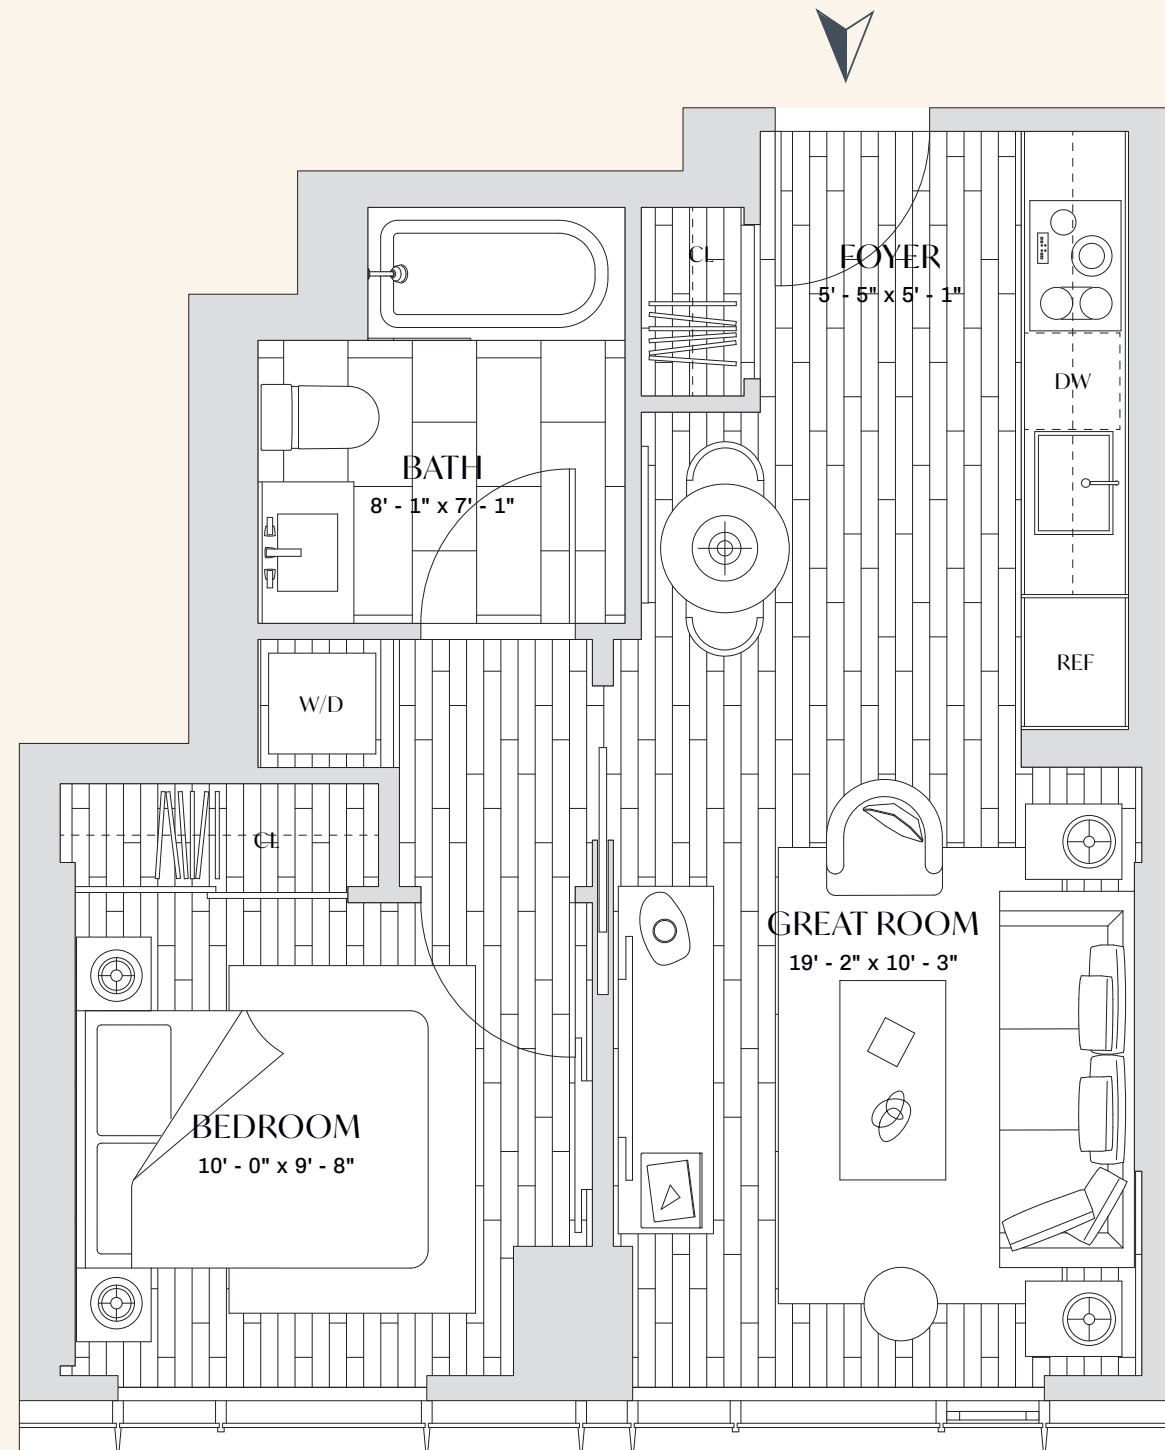 CL
FOYER
5' - 5" x 5' - 1"
DW
BATH
8' - 1" x 7' - 1"
REF
W/D
CL
GREAT ROOM
19' - 2" x 10' - 3"
BEDROOM
10' - 0" x 9' - 8"